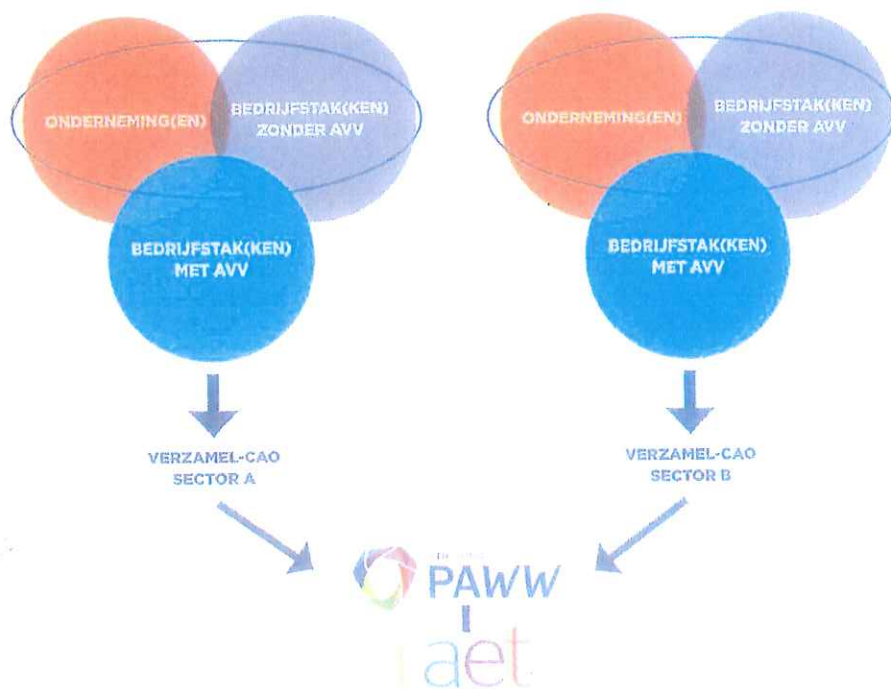 ONDERNEMING(EN)
BEDRIJFSTAK(KEN)
ZONDER AVV
BEDRIJFSTAK(KEN)
MET AVV
VERZAMEL-CAO
SECTOR A
ONDERNEMING(EN)
BEDRIJFSTAK(KEN)
ZONDER AVV
BEDRIJFSTAK(KEN)
MET AVV
VERZAMEL-CAO
SECTOR B
PAWW
raet